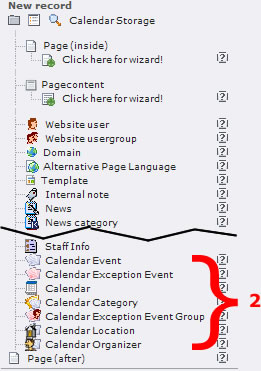 New record
Calendar Storage
Page (inside)
Click here for wizard!
Pagecontent
Click here for wizard!
Website user
Website usergroup
Domain
Alternative Page Language
Template
Internal note
News
News category
Staff Info
Calendar Event
Calendar Exception Event
Calendar
2
Calendar Category
Calendar Exception Event Group
Calendar Location
Calendar Organizer
Page (after)